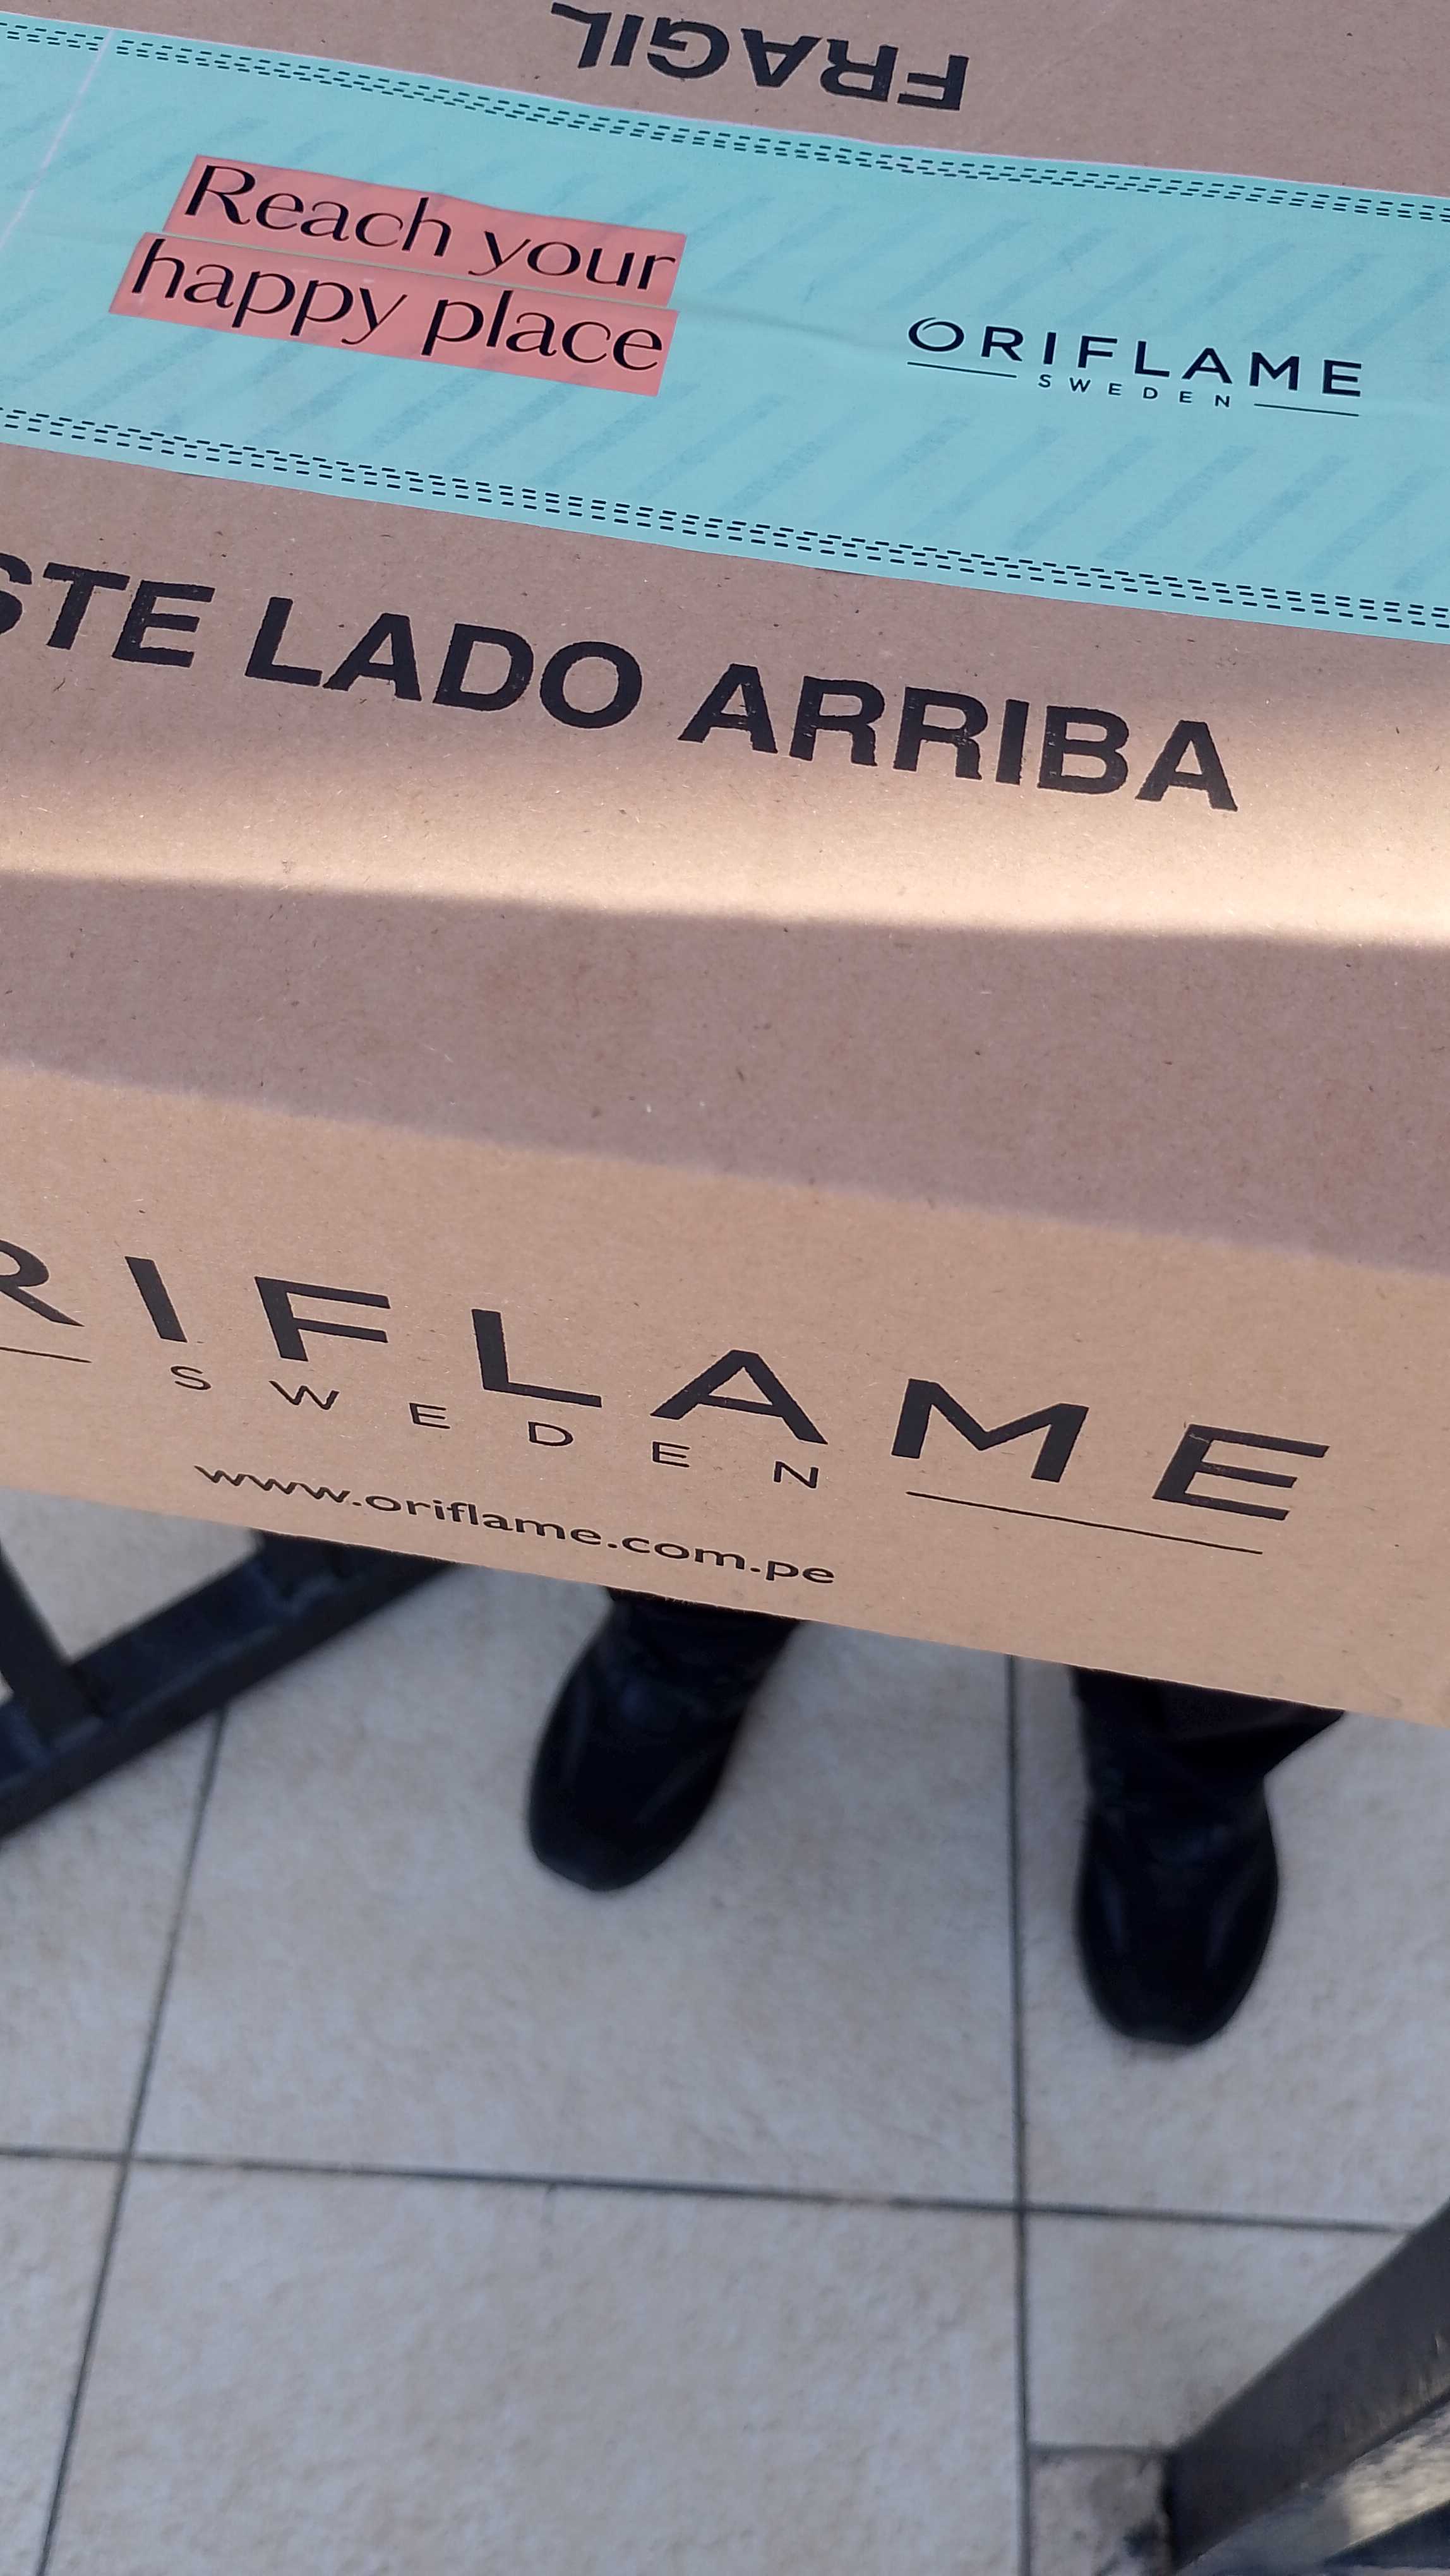 FRAGIL
Reach your
happy place
ORIFLAME
SWEDEN
STE LADO ARRIBA
RIFLAME
SWEDEN
www.oriflame.com.pe